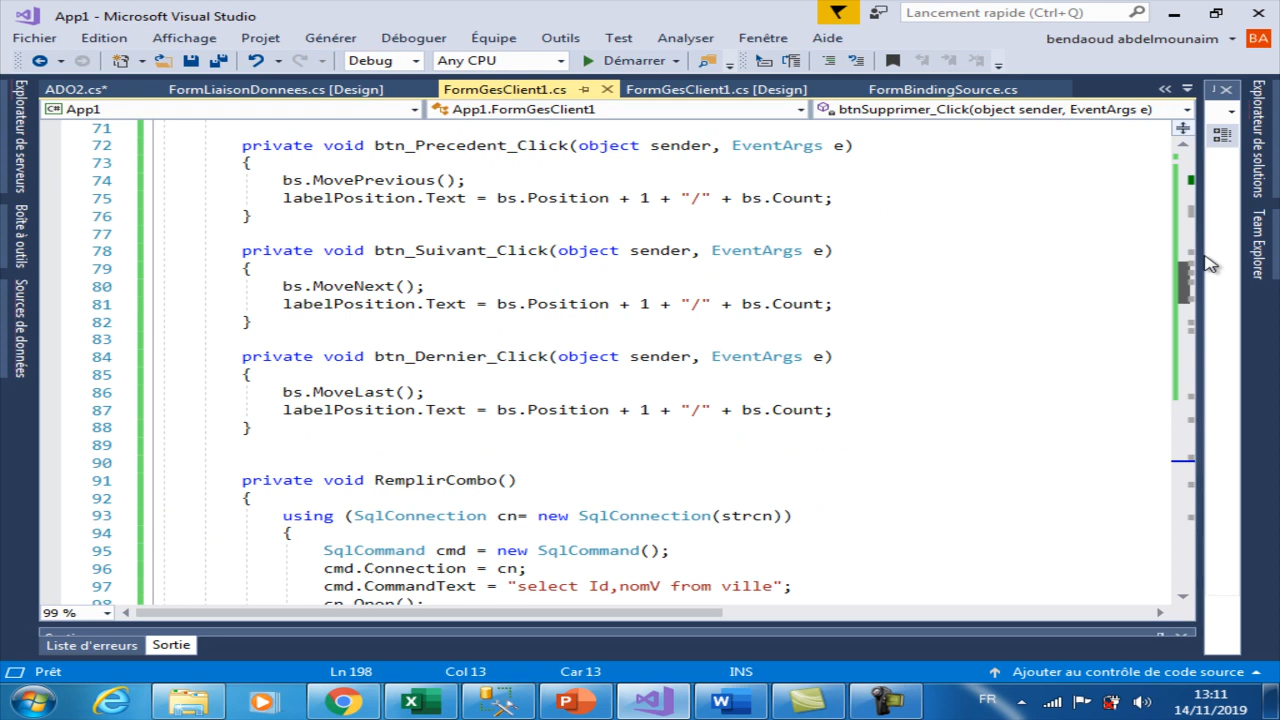 App1 - Microsoft Visual Studio
Lancement rapide (Ctrl+Q)
Fichier Edition Affichage Projet Générer Déboguer Équipe Outils Test Analyser Fenêtre Aide
bendaoud abdelmounaim BA
Debug Any CPU Démarrer
ADO2.cs* FormLiaisonDonnees.cs [Design] FormGesClient1.cs FormGesClient1.cs [Design] FormBindingSource.cs
C# App1 App1.FormGesClient1 btnSupprimer_Click(object sender, EventArgs e)
Explorateur de serveurs
Boîte à outils
Sources de données
Explorateur de solutions
Team Explorer
71
72 private void btn_Precedent_Click(object sender, EventArgs e)
73 {
74 bs.MovePrevious();
75 labelPosition.Text = bs.Position + 1 + "/" + bs.Count;
76 }
77
78 private void btn_Suivant_Click(object sender, EventArgs e)
79 {
80 bs.MoveNext();
81 labelPosition.Text = bs.Position + 1 + "/" + bs.Count;
82 }
83
84 private void btn_Dernier_Click(object sender, EventArgs e)
85 {
86 bs.MoveLast();
87 labelPosition.Text = bs.Position + 1 + "/" + bs.Count;
88 }
89
90
91 private void RemplirCombo()
92 {
93 using (SqlConnection cn= new SqlConnection(strcn))
94 {
95 SqlCommand cmd = new SqlCommand();
96 cmd.Connection = cn;
97 cmd.CommandText = "select Id,nomV from ville";
98 cn.Open();
99 %
Liste d'erreurs Sortie
Prêt Ln 198 Col 13 Car 13 INS Ajouter au contrôle de code source
FR
13:11
14/11/2019